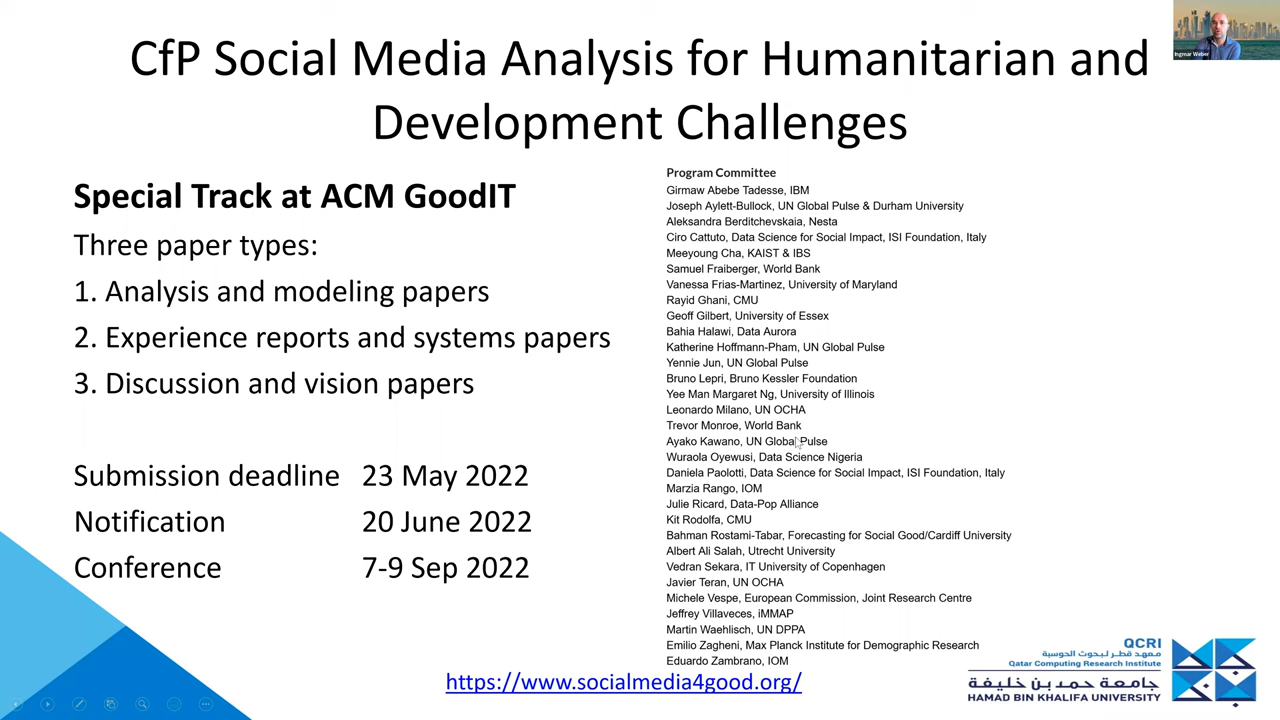 CfP Social Media Analysis for Humanitarian and
Development Challenges
Ingmar Weber
Special Track at ACM GoodIT
Three paper types:
1. Analysis and modeling papers
2. Experience reports and systems papers
3. Discussion and vision papers
Submission deadline 23 May 2022
Notification 20 June 2022
Conference 7-9 Sep 2022
Program Committee
Girmaw Abebe Tadesse, IBM
Joseph Aylett-Bullock, UN Global Pulse & Durham University
Aleksandra Berditchevskaia, Nesta
Ciro Cattuto, Data Science for Social Impact, ISI Foundation, Italy
Meeyoung Cha, KAIST & IBS
Samuel Fraiberger, World Bank
Vanessa Frias-Martinez, University of Maryland
Rayid Ghani, CMU
Geoff Gilbert, University of Essex
Bahia Halawi, Data Aurora
Katherine Hoffmann-Pham, UN Global Pulse
Yennie Jun, UN Global Pulse
Bruno Lepri, Bruno Kessler Foundation
Yee Man Margaret Ng, University of Illinois
Leonardo Milano, UN OCHA
Trevor Monroe, World Bank
Ayako Kawano, UN Global Pulse
Wuraola Oyewusi, Data Science Nigeria
Daniela Paolotti, Data Science for Social Impact, ISI Foundation, Italy
Marzia Rango, IOM
Julie Ricard, Data-Pop Alliance
Kit Rodolfa, CMU
Bahman Rostami-Tabar, Forecasting for Social Good/Cardiff University
Albert Ali Salah, Utrecht University
Vedran Sekara, IT University of Copenhagen
Javier Teran, UN OCHA
Michele Vespe, European Commission, Joint Research Centre
Jeffrey Villaveces, iMMAP
Martin Waehlisch, UN DPPA
Emilio Zagheni, Max Planck Institute for Demographic Research
Eduardo Zambrano, IOM
https://www.socialmedia4good.org/
QCRI
معهد قطر لبحوث الحوسبة
Qatar Computing Research Institute
جامعة حمد بن خليفة
HAMAD BIN KHALIFA UNIVERSITY